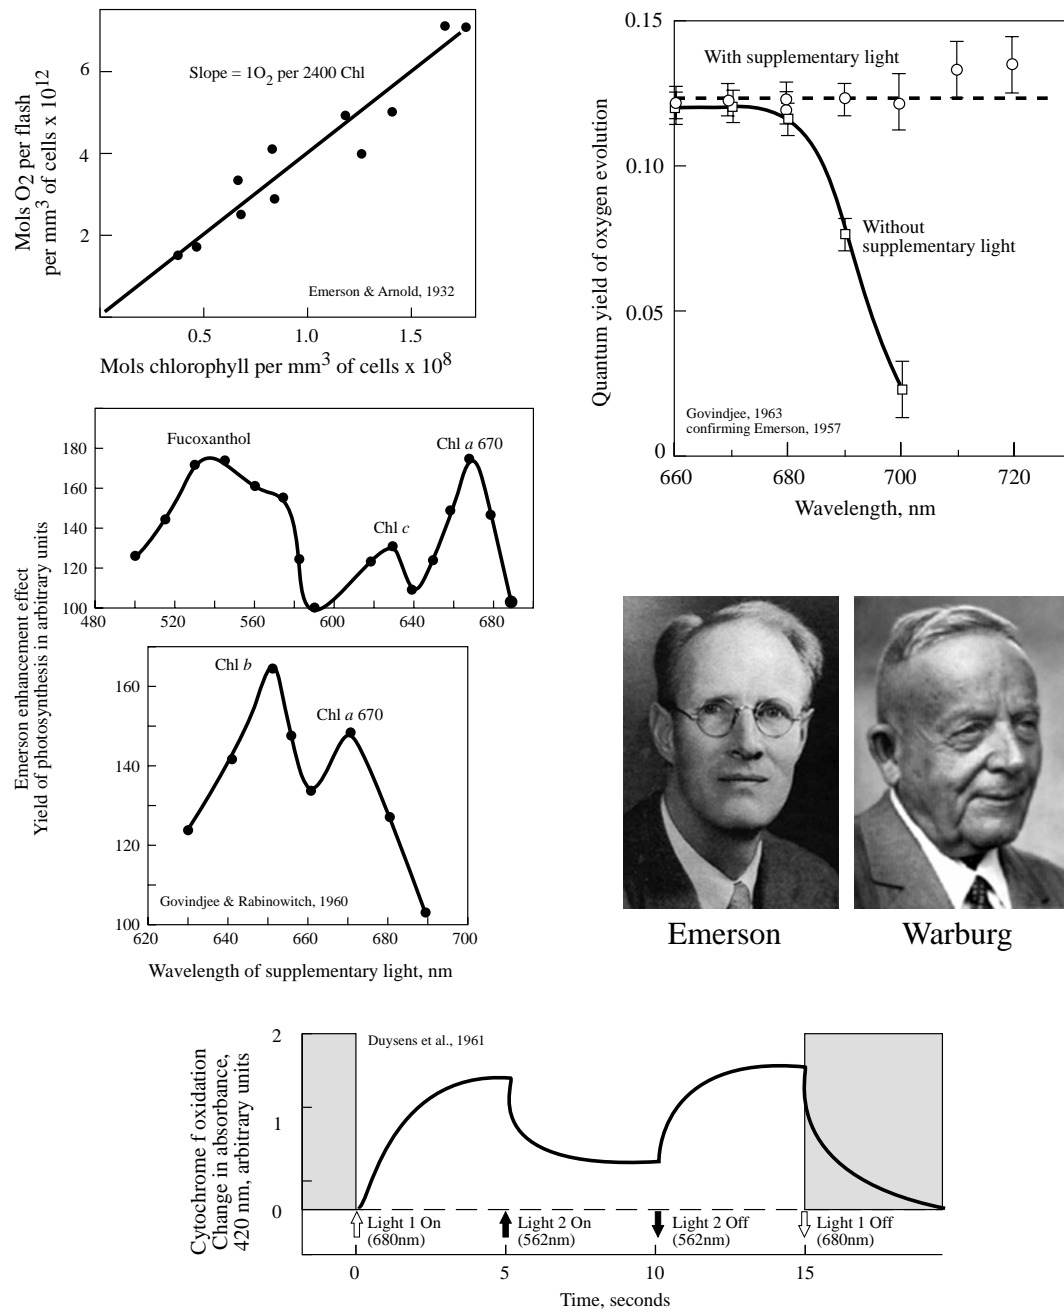 Mols O2 per flash
per mm3 of cells x 1012
6
4
2
Slope = 1O2 per 2400 Chl
Emerson & Arnold, 1932
0.5
1.0
1.5
Mols chlorophyll per mm3 of cells x 108
Quantum yield of oxygen evolution
0.15
0.10
0.05
0
With supplementary light
Without
supplementary light
Govindjee, 1963
confirming Emerson, 1957
660
680
700
720
Wavelength, nm
Emerson enhancement effect
Yield of photosynthesis in arbitrary units
180
160
140
120
100
Fucoxanthol
Chl c
Chl a 670
480
520
560
600
640
680
160
140
120
100
Chl b
Chl a 670
Govindjee & Rabinowitch, 1960
620
640
660
680
700
Wavelength of supplementary light, nm
Emerson
Warburg
Cytochrome f oxidation
Change in absorbance,
420 nm, arbitrary units
2
1
0
Duysens et al., 1961
Light 1 On
(680nm)
Light 2 On
(562nm)
Light 2 Off
(562nm)
Light 1 Off
(680nm)
0
5
10
15
Time, seconds